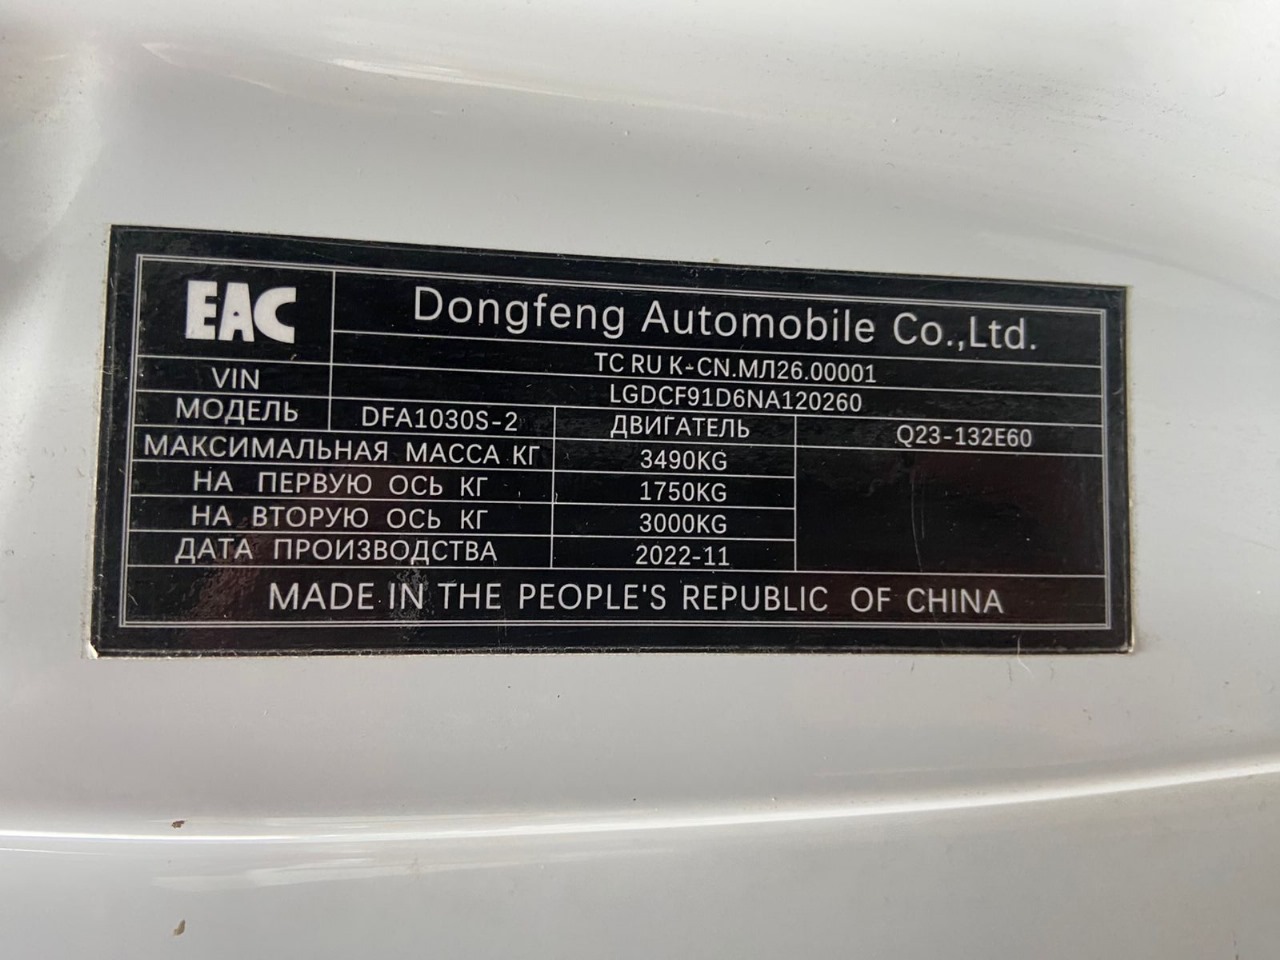 EAC
Dongfeng Automobile Co.,Ltd.
TC RU К-CN.МЛ26.00001
VIN LGDCF91D6NA120260
МОДЕЛЬ DFA1030S-2 ДВИГАТЕЛЬ Q23-132E60
МАКСИМАЛЬНАЯ МАССА КГ 3490KG
НА ПЕРВУЮ ОСЬ КГ 1750KG
НА ВТОРУЮ ОСЬ КГ 3000KG
ДАТА ПРОИЗВОДСТВА 2022-11
MADE IN THE PEOPLE'S REPUBLIC OF CHINA